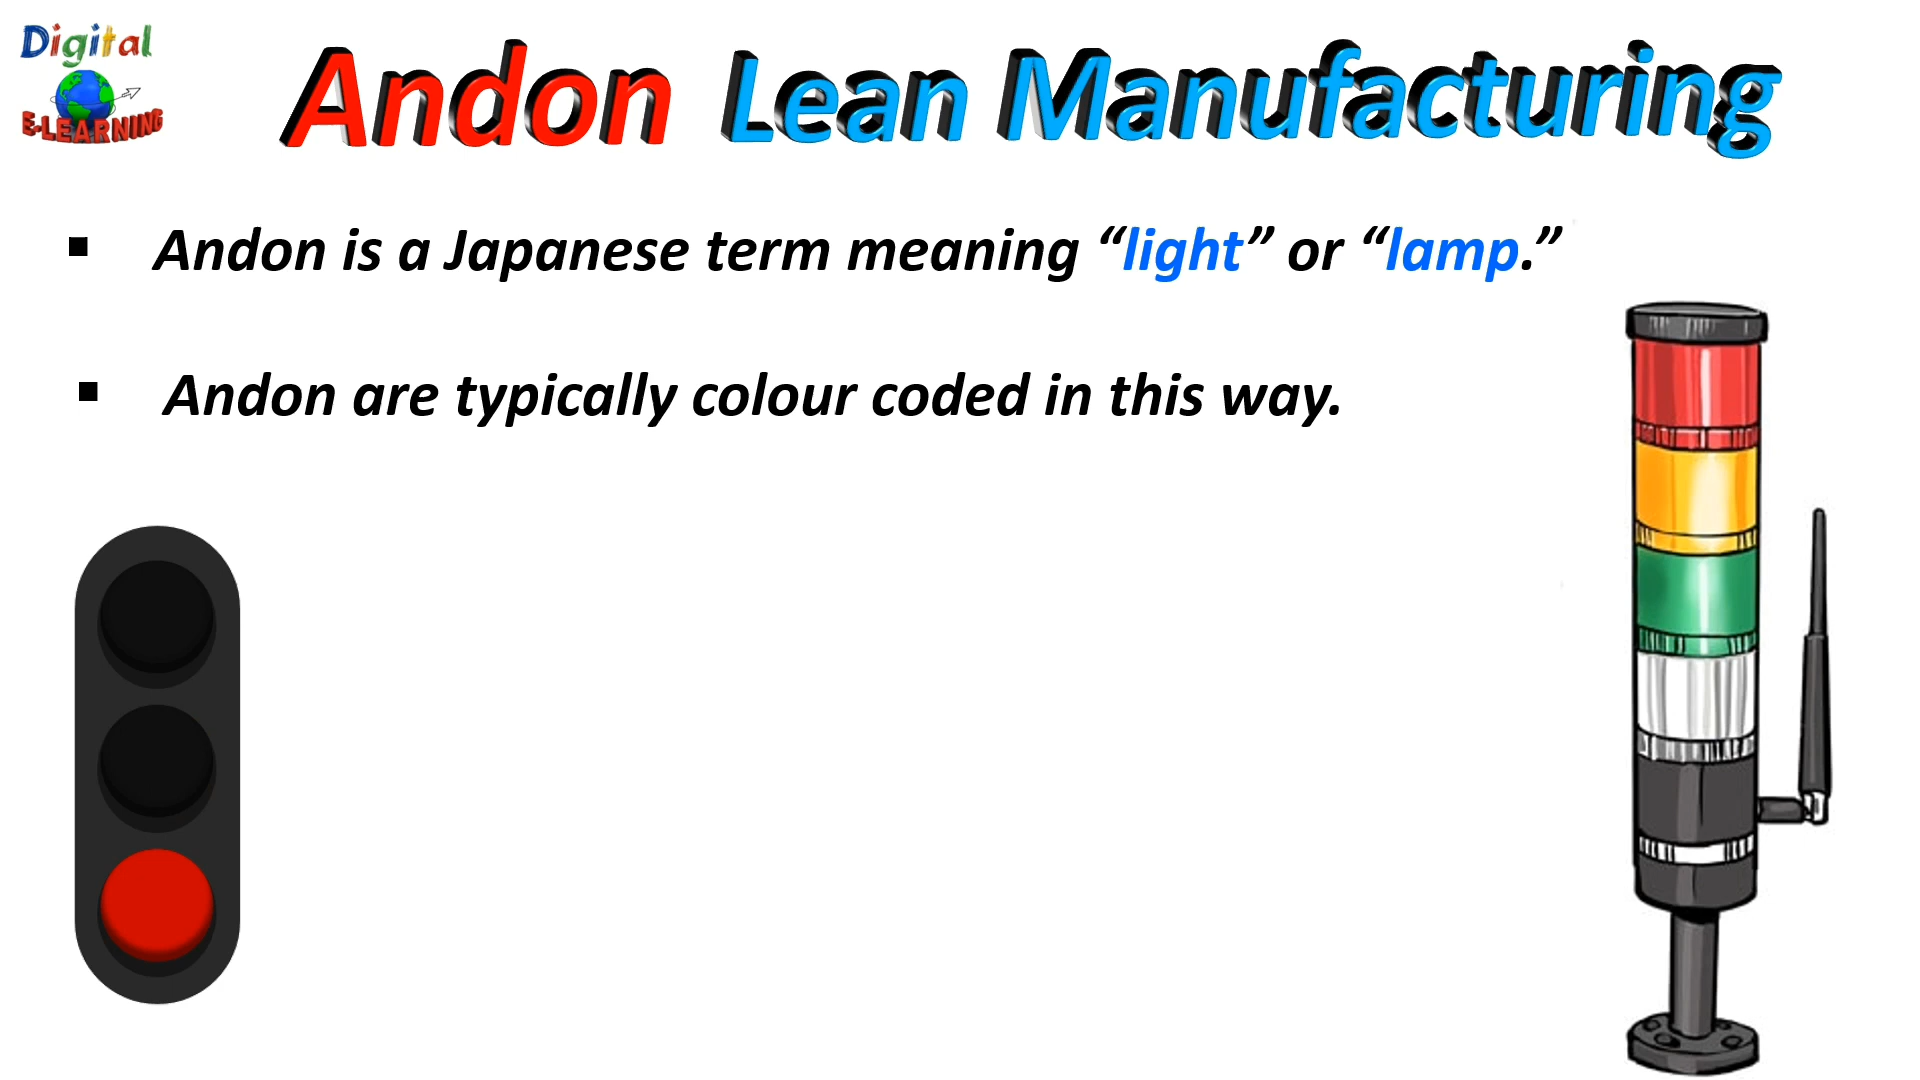 Digital
E-LEARNING
Andon Lean Manufacturing
▪ Andon is a Japanese term meaning “light” or “lamp.”
▪ Andon are typically colour coded in this way.